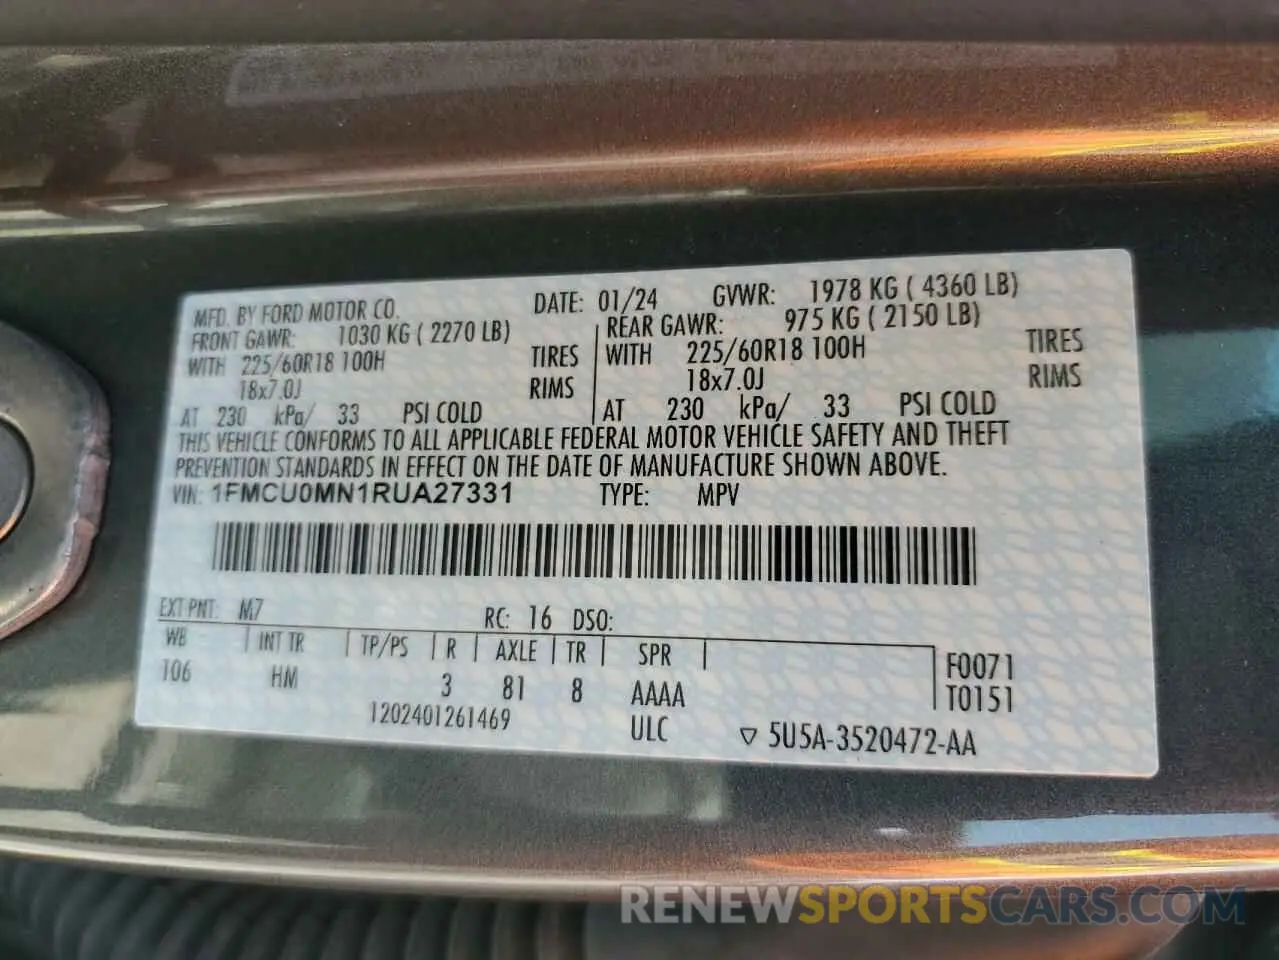 MFD. BY FORD MOTOR CO. DATE: 01/24 GVWR: 1978 KG ( 4360 LB)
FRONT GAWR: 1030 KG ( 2270 LB) REAR GAWR: 975 KG ( 2150 LB)
WITH 225/60R18 100H TIRES WITH 225/60R18 100H TIRES
18x7.0J RIMS 18x7.0J RIMS
AT 230 kPa/ 33 PSI COLD AT 230 kPa/ 33 PSI COLD
THIS VEHICLE CONFORMS TO ALL APPLICABLE FEDERAL MOTOR VEHICLE SAFETY AND THEFT
PREVENTION STANDARDS IN EFFECT ON THE DATE OF MANUFACTURE SHOWN ABOVE.
VIN: 1FMCU0MN1RUA27331 TYPE: MPV
EXT PNT: M7 RC: 16 DSO:
WB INT TR TP/PS R AXLE TR SPR F0071
106 HM 3 81 8 AAAA T0151
1202401261469 ULC ▽ 5U5A-3520472-AA
RENEWSPORTSCARS.COM